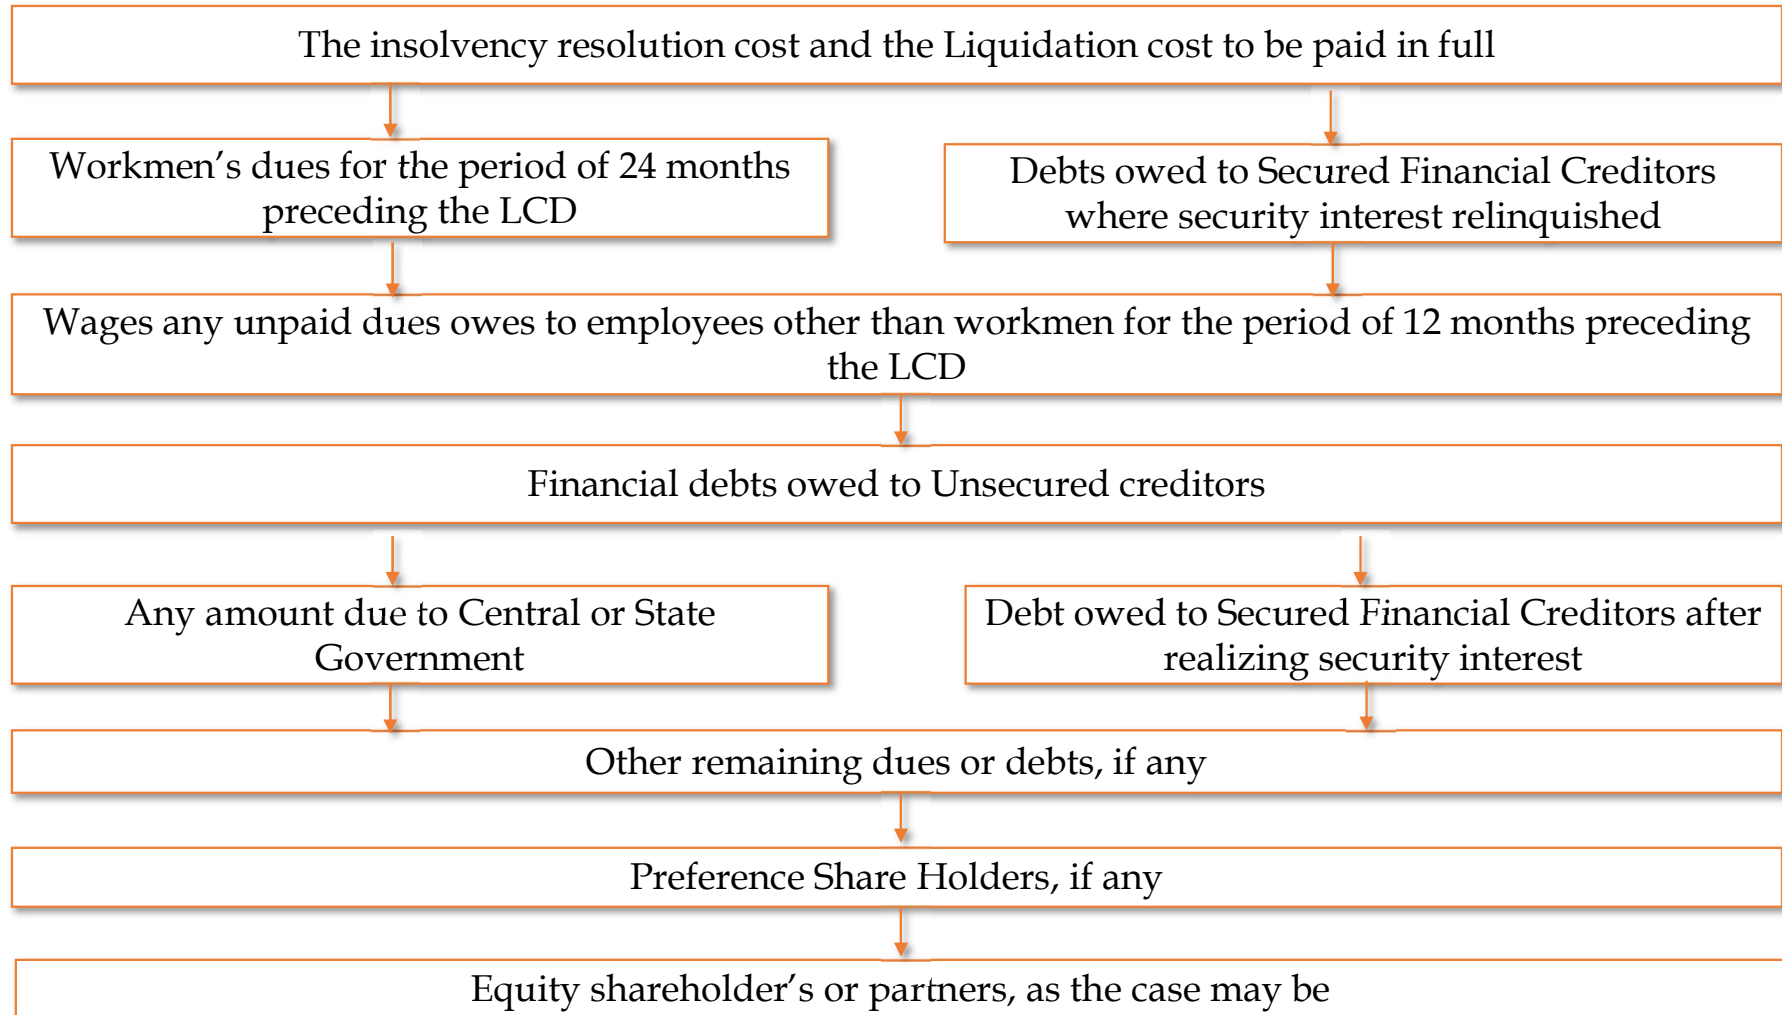 The insolvency resolution cost and the Liquidation cost to be paid in full
Workmen’s dues for the period of 24 months
preceding the LCD
Debts owed to Secured Financial Creditors
where security interest relinquished
Wages any unpaid dues owes to employees other than workmen for the period of 12 months preceding
the LCD
Financial debts owed to Unsecured creditors
Any amount due to Central or State
Government
Debt owed to Secured Financial Creditors after
realizing security interest
Other remaining dues or debts, if any
Preference Share Holders, if any
Equity shareholder’s or partners, as the case may be